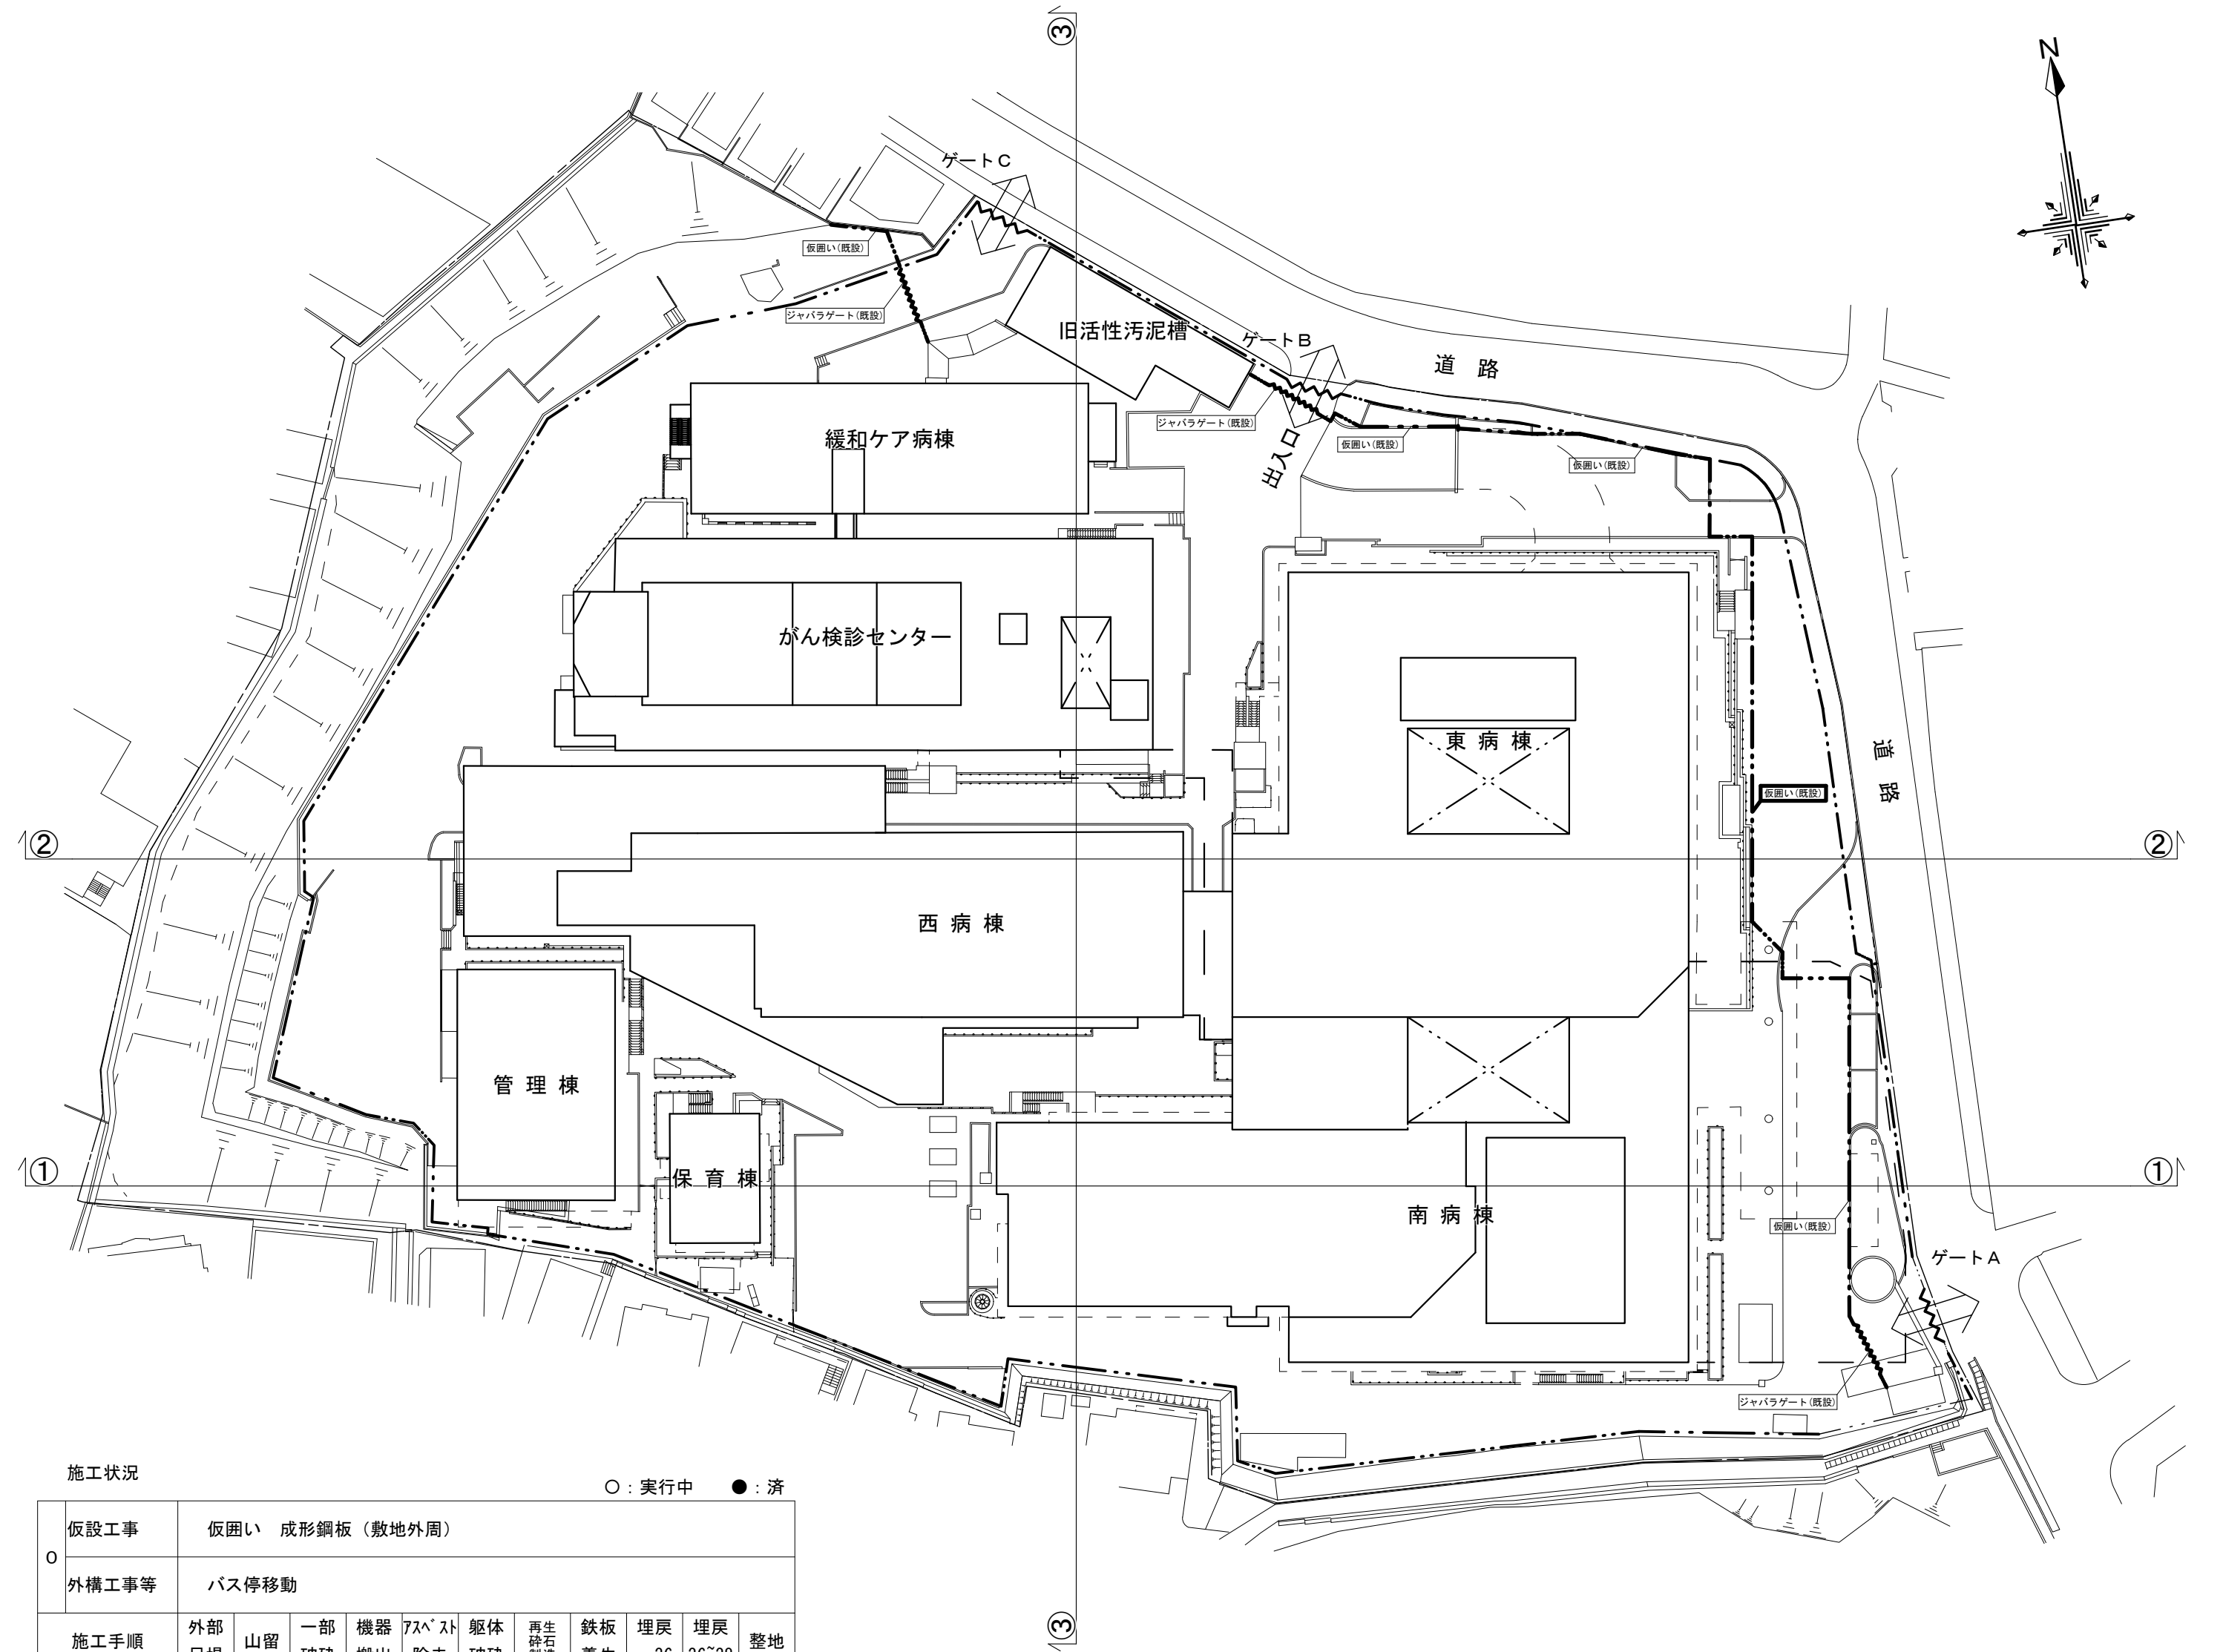 ③
N
ゲートC
仮囲い(既設)
ジャバラゲート(既設)
旧活性汚泥槽
ゲートB
道 路
ジャバラゲート(既設)
仮囲い(既設)
仮囲い(既設)
出入口
緩和ケア病棟
がん検診センター
東 病 棟
道 路
仮囲い(既設)
②
②
西 病 棟
管 理 棟
保 育 棟
①
①
南 病 棟
仮囲い(既設)
ゲートA
ジャバラゲート(既設)
施工状況
○:実行中 ●:済
0
仮設工事 仮囲い 成形鋼板(敷地外周)
外構工事等 バス停移動
施工手順 外部 山留 一部 機器 アスベスト 躯体 再生砕石 鉄板 埋戻 埋戻 整地
③